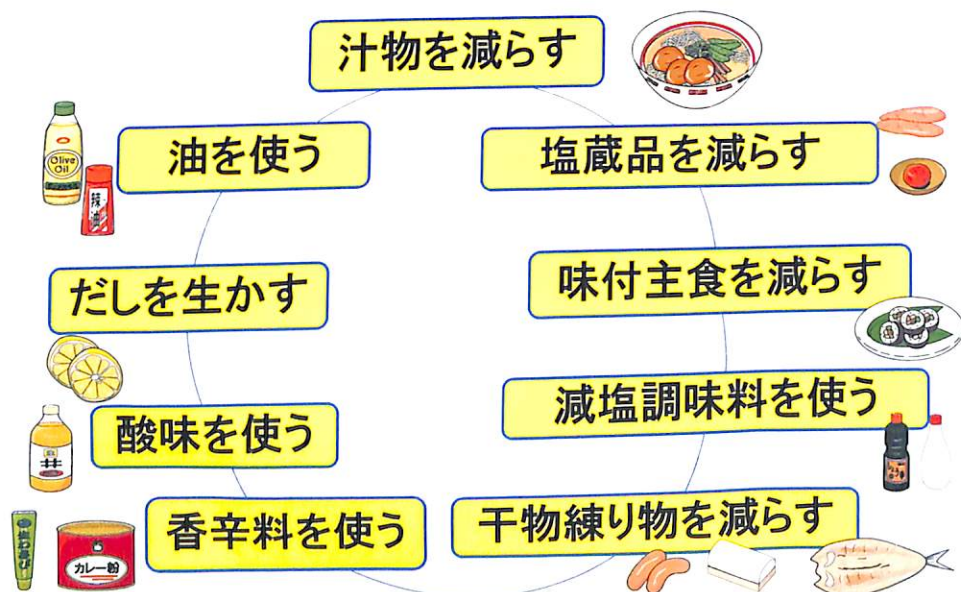 汁物を減らす
油を使う
塩蔵品を減らす
Olive
Oil
辣油
だしを生かす
味付主食を減らす
減塩調味料を使う
酸味を使う
香辛料を使う
干物練り物を減らす
カレー粉